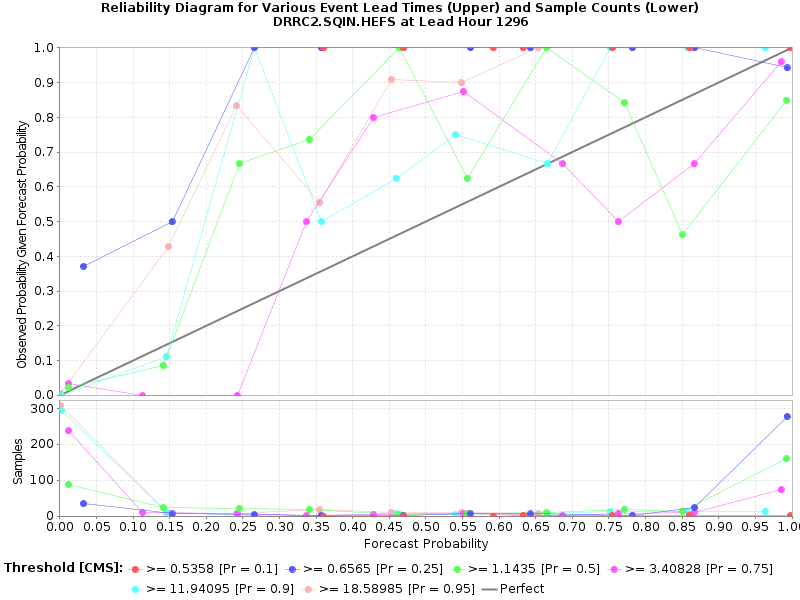 Reliability Diagram for Various Event Lead Times (Upper) and Sample Counts (Lower)
DRRC2.SQIN.HEFS at Lead Hour 1296
Observed Probability Given Forecast Probability
1.0
0.9
0.8
0.7
0.6
0.5
0.4
0.3
0.2
0.1
0.0
Samples
300
200
100
0
0.00 0.05 0.10 0.15 0.20 0.25 0.30 0.35 0.40 0.45 0.50 0.55 0.60 0.65 0.70 0.75 0.80 0.85 0.90 0.95 1.0
Forecast Probability
Threshold [CMS]: >= 0.5358 [Pr = 0.1] >= 0.6565 [Pr = 0.25] >= 1.1435 [Pr = 0.5] >= 3.40828 [Pr = 0.75]
>= 11.94095 [Pr = 0.9] >= 18.58985 [Pr = 0.95] Perfect